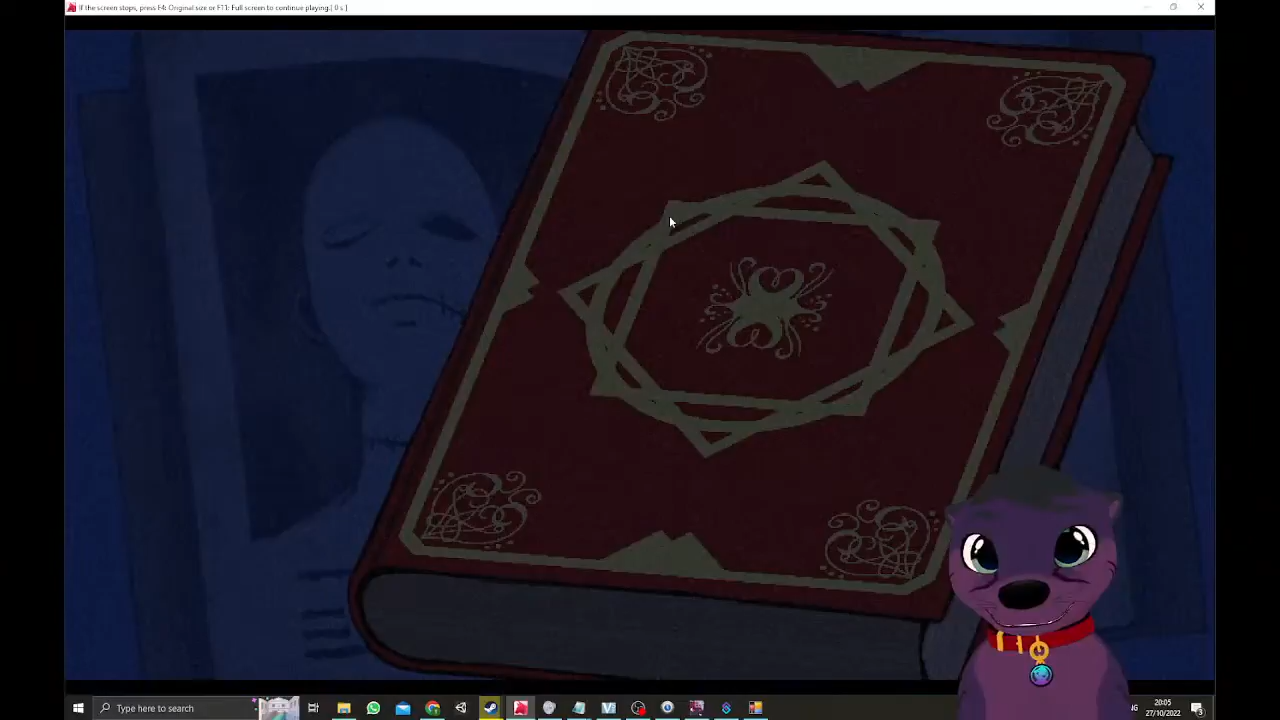 If the screen stops, press F4: Original size or F11: Full screen to continue playing.[ 0 s ]
Type here to search
20:05
27/10/2022